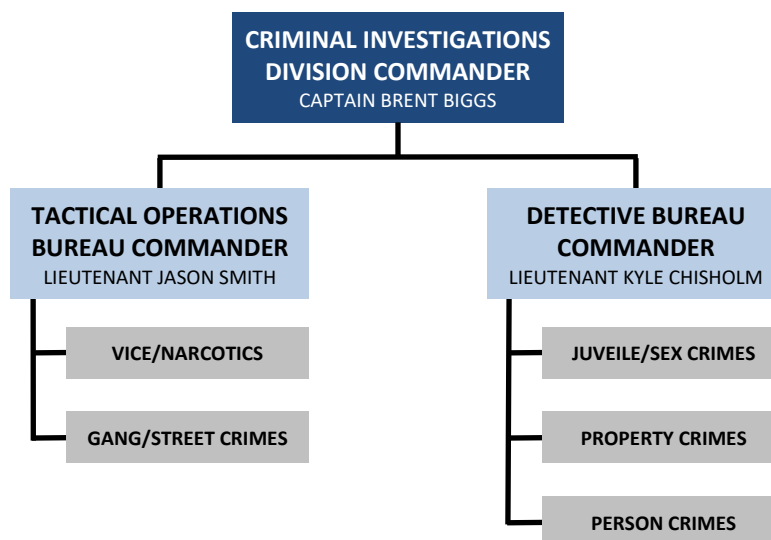 CRIMINAL INVESTIGATIONS
DIVISION COMMANDER
CAPTAIN BRENT BIGGS
TACTICAL OPERATIONS
BUREAU COMMANDER
LIEUTENANT JASON SMITH
VICE/NARCOTICS
GANG/STREET CRIMES
DETECTIVE BUREAU
COMMANDER
LIEUTENANT KYLE CHISHOLM
JUVEILE/SEX CRIMES
PROPERTY CRIMES
PERSON CRIMES